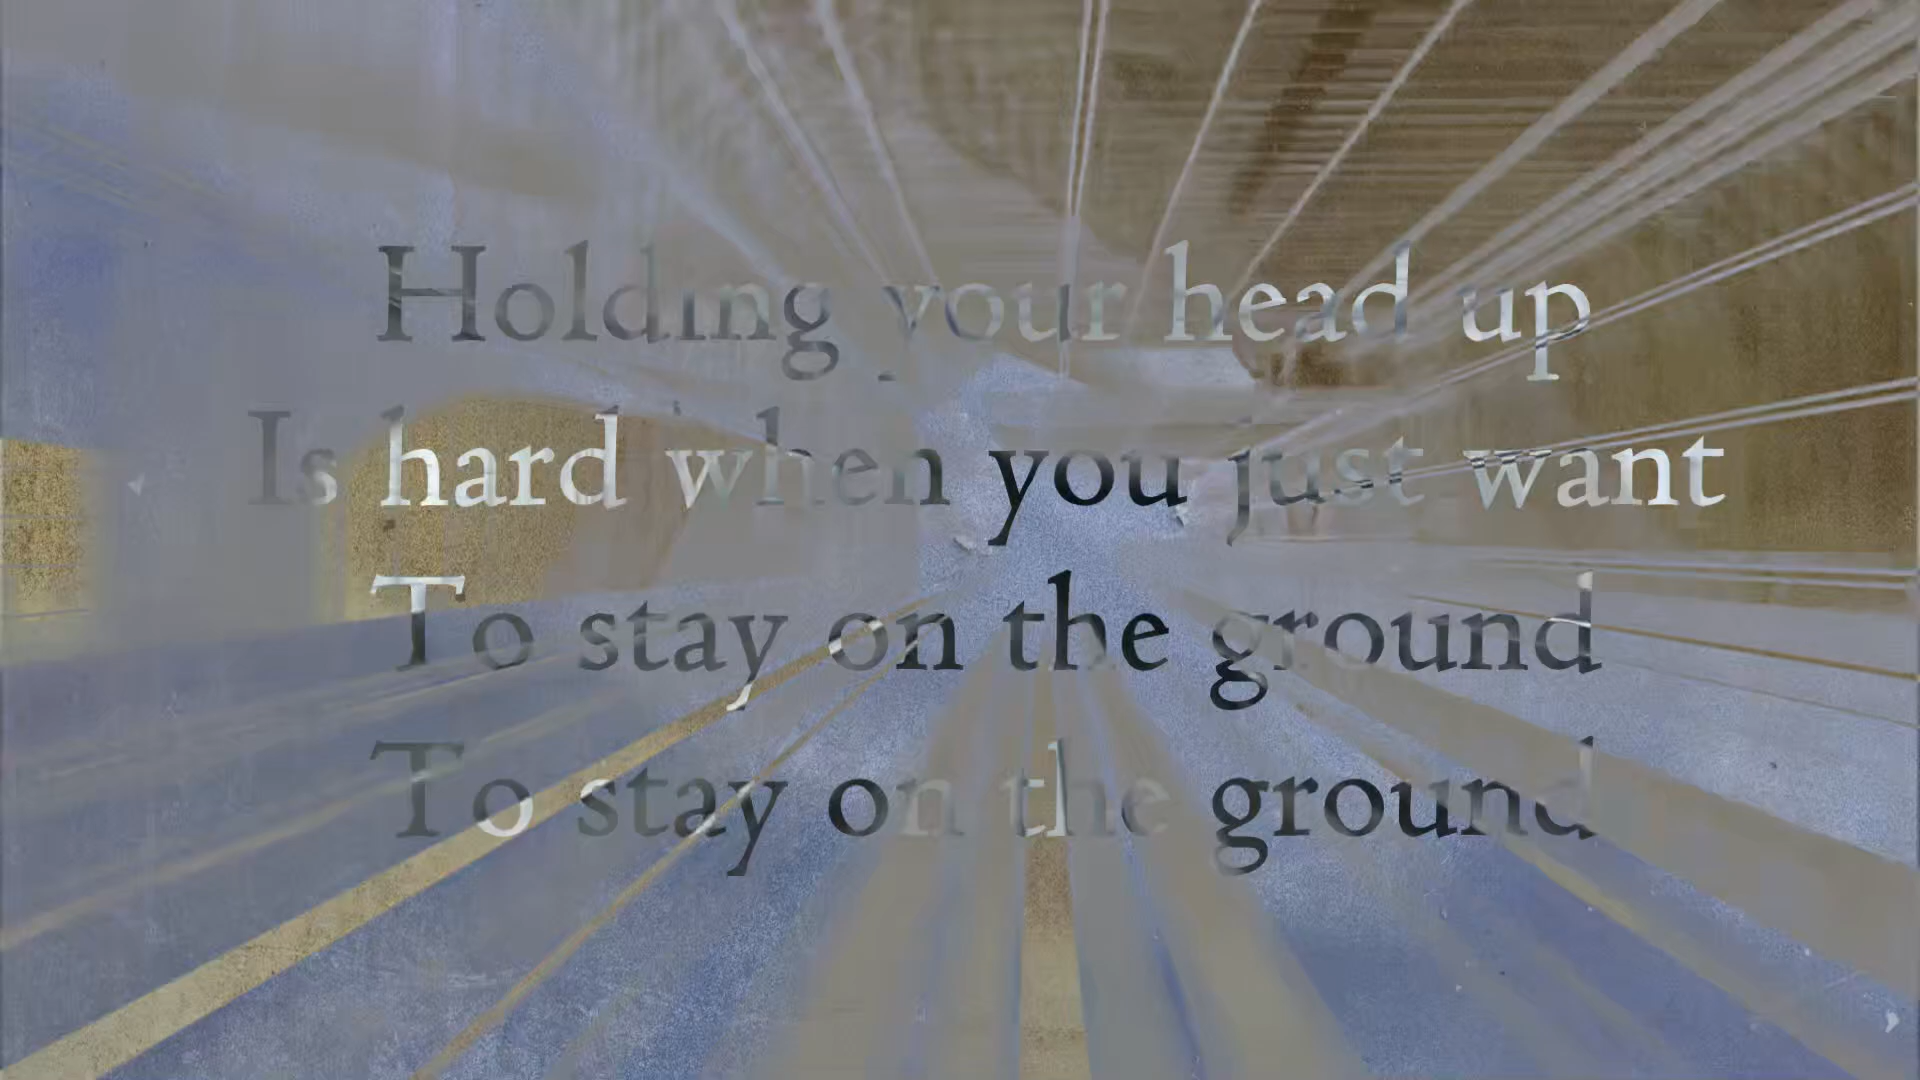 Holding your head up
Is hard when you just want
To stay on the ground
To stay on the ground